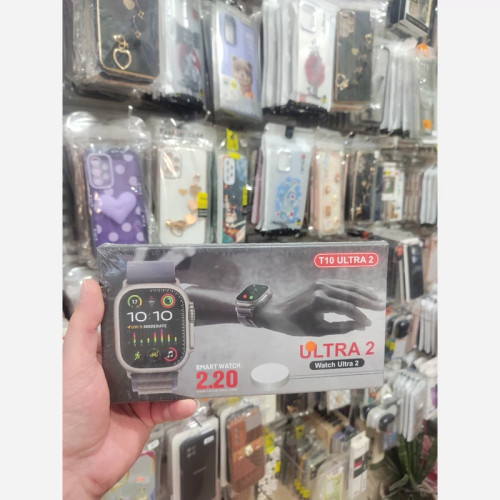 T10 ULTRA 2
10:10
ULTRA 2
Watch Ultra 2
SMART WATCH
2.20